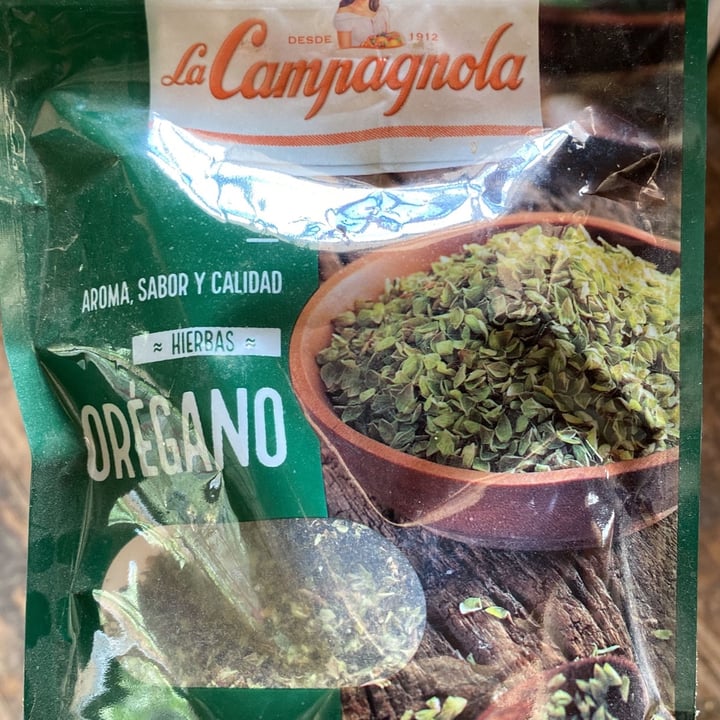 DESDE 1912
La Campagnola
AROMA, SABOR Y CALIDAD
≈ HIERBAS ≈
ORÉGANO